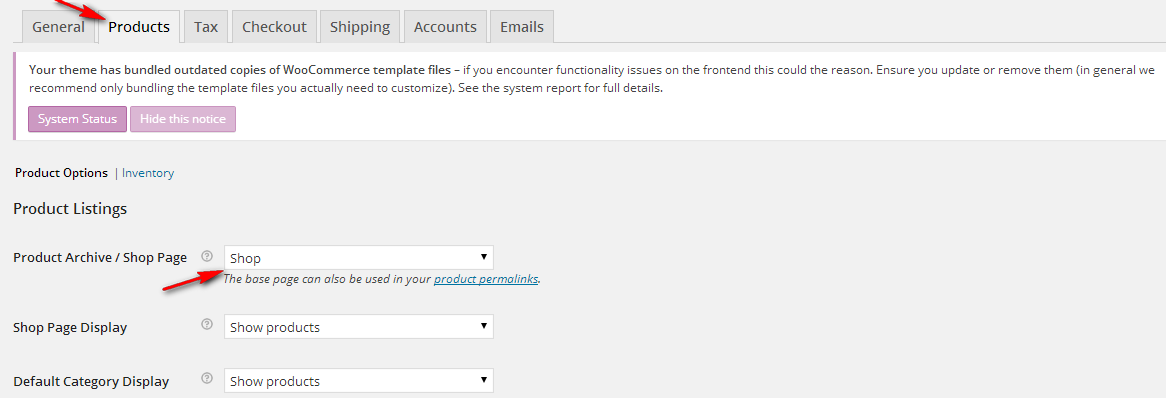 General Products Tax Checkout Shipping Accounts Emails
Your theme has bundled outdated copies of WooCommerce template files – if you encounter functionality issues on the frontend this could the reason. Ensure you update or remove them (in general we
recommend only bundling the template files you actually need to customize). See the system report for full details.
System Status Hide this notice
Product Options | Inventory
Product Listings
Product Archive / Shop Page ? Shop
The base page can also be used in your product permalinks.
Shop Page Display ? Show products
Default Category Display ? Show products